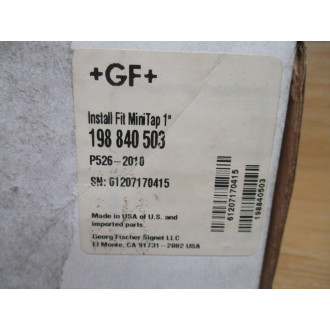 +GF+
Install Fit MiniTap 1"
198 840 503
P526-2010
SN: 61207170415
Made in USA of U.S. and
imported parts.
Georg Fischer Signet LLC
El Monte, CA 91731-2882 USA
61207170415
198840503